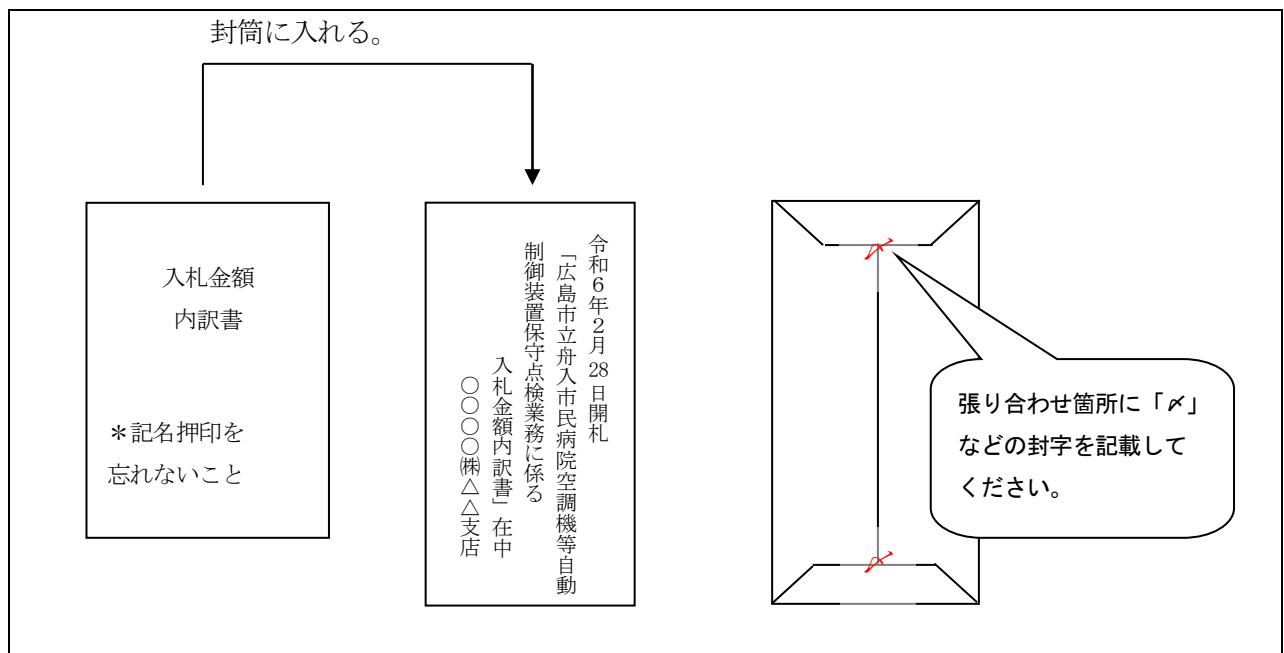 封筒に入れる。
入札金額
内訳書
＊記名押印を
忘れないこと
令和６年２月28日開札
「広島市立舟入市民病院空調機等自動
制御装置保守点検業務に係る
入札金額内訳書」在中
〇〇〇〇㈱△△支店
〆
〆
張り合わせ箇所に「〆」
などの封字を記載して
ください。